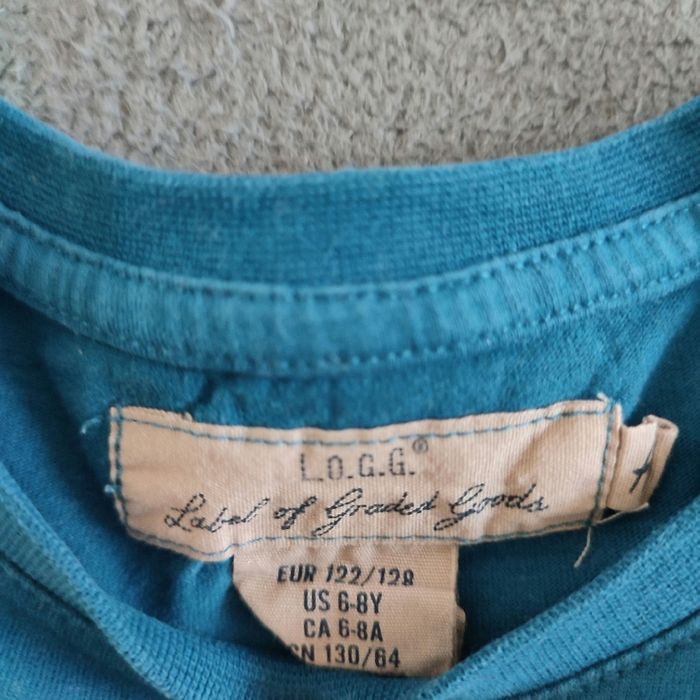 L.O.G.G.®
Label of Graded Goods
EUR 122/128
US 6-8Y
CA 6-8A
CN 130/64